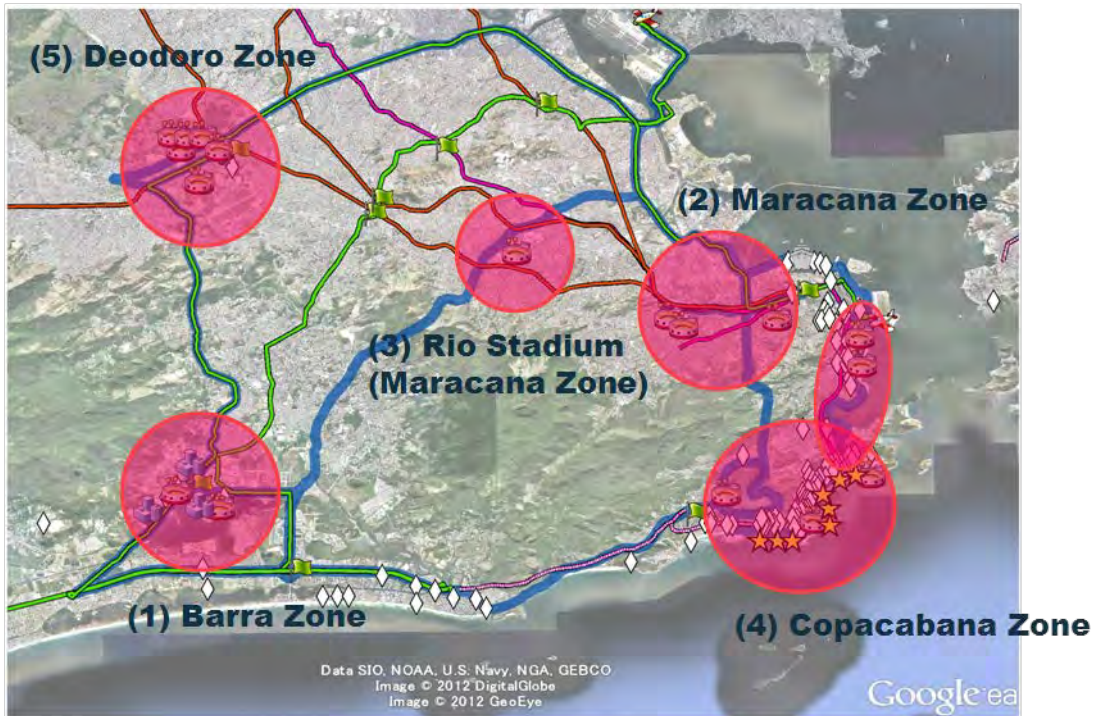 (5) Deodoro Zone
(2) Maracana Zone
(3) Rio Stadium
(Maracana Zone)
(1) Barra Zone
(4) Copacabana Zone
Data SIO, NOAA, U.S. Navy, NGA, GEBCO
Image © 2012 DigitalGlobe
Image © 2012 GeoEye
Google ea